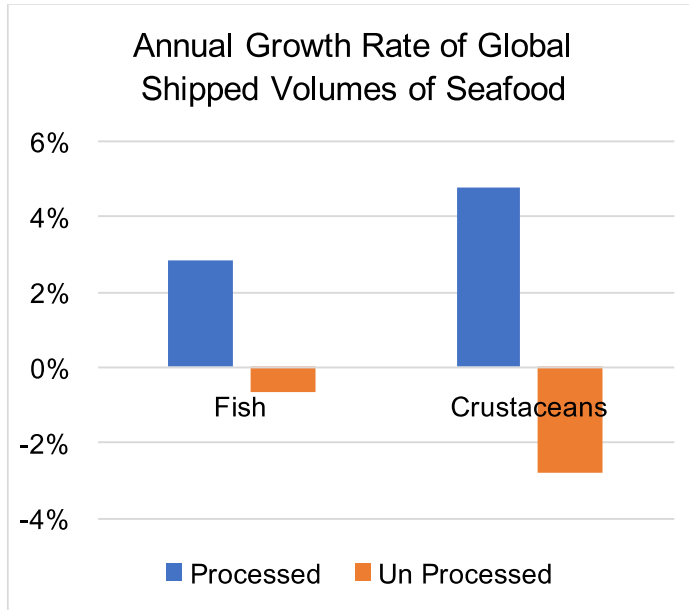 Annual Growth Rate of Global
Shipped Volumes of Seafood
6%
4%
2%
0%
Fish
Crustaceans
-2%
-4%
Processed
Un Processed